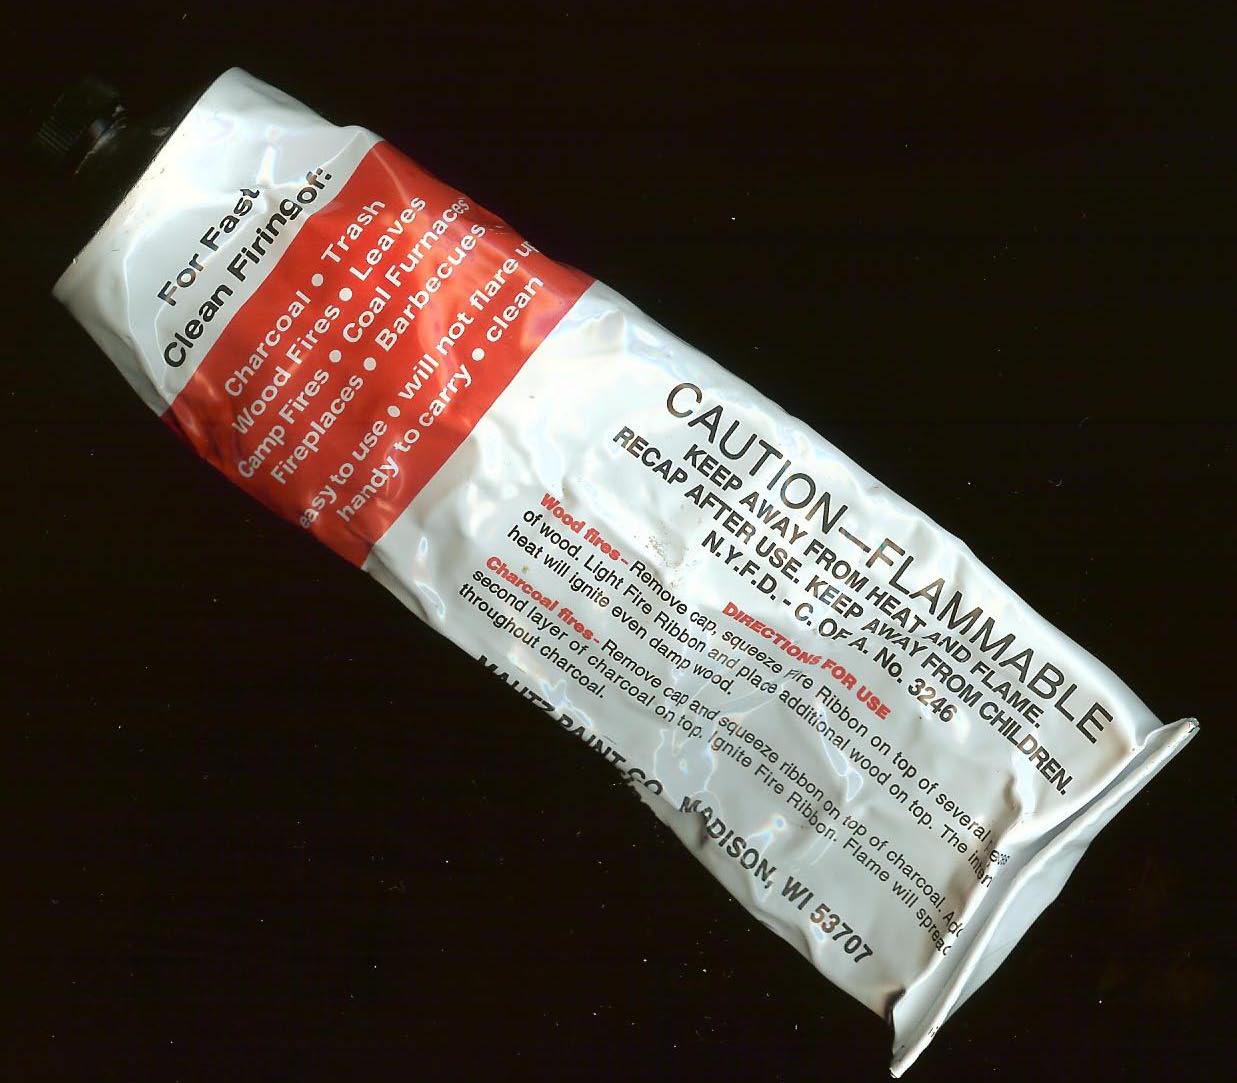 For Fast
Clean Firing of:
Charcoal • Trash
Wood Fires • Leaves
Camp Fires • Coal Furnaces
Fireplaces • Barbecues
easy to use • will not flare up
handy to carry • clean
CAUTION—FLAMMABLE
KEEP AWAY FROM HEAT AND FLAME.
RECAP AFTER USE. KEEP AWAY FROM CHILDREN.
N.Y.F.D. - C. OF A. No. 3246
DIRECTIONS FOR USE
Wood fires– Remove cap, squeeze Fire Ribbon on top of several
of wood. Light Fire Ribbon and place additional wood on top. The
heat will ignite even damp wood.
Charcoal fires– Remove cap and squeeze ribbon on top of charcoal. Add
second layer of charcoal on top. Ignite Fire Ribbon. Flame will spread
throughout charcoal.
MAUTZ PAINT CO. MADISON, WI 53707